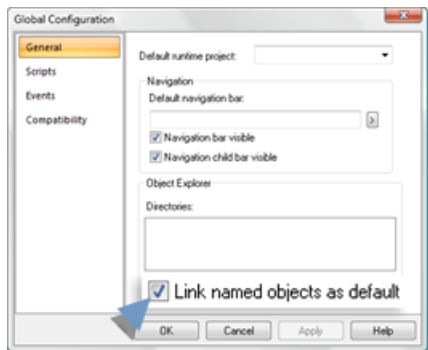 Global Configuration
General
Scripts
Events
Compatibility
Default runtime project:
Navigation
Default navigation bar:
Navigation bar visible
Navigation child bar visible
Object Explorer
Directories:
Link named objects as default
OK Cancel Apply Help